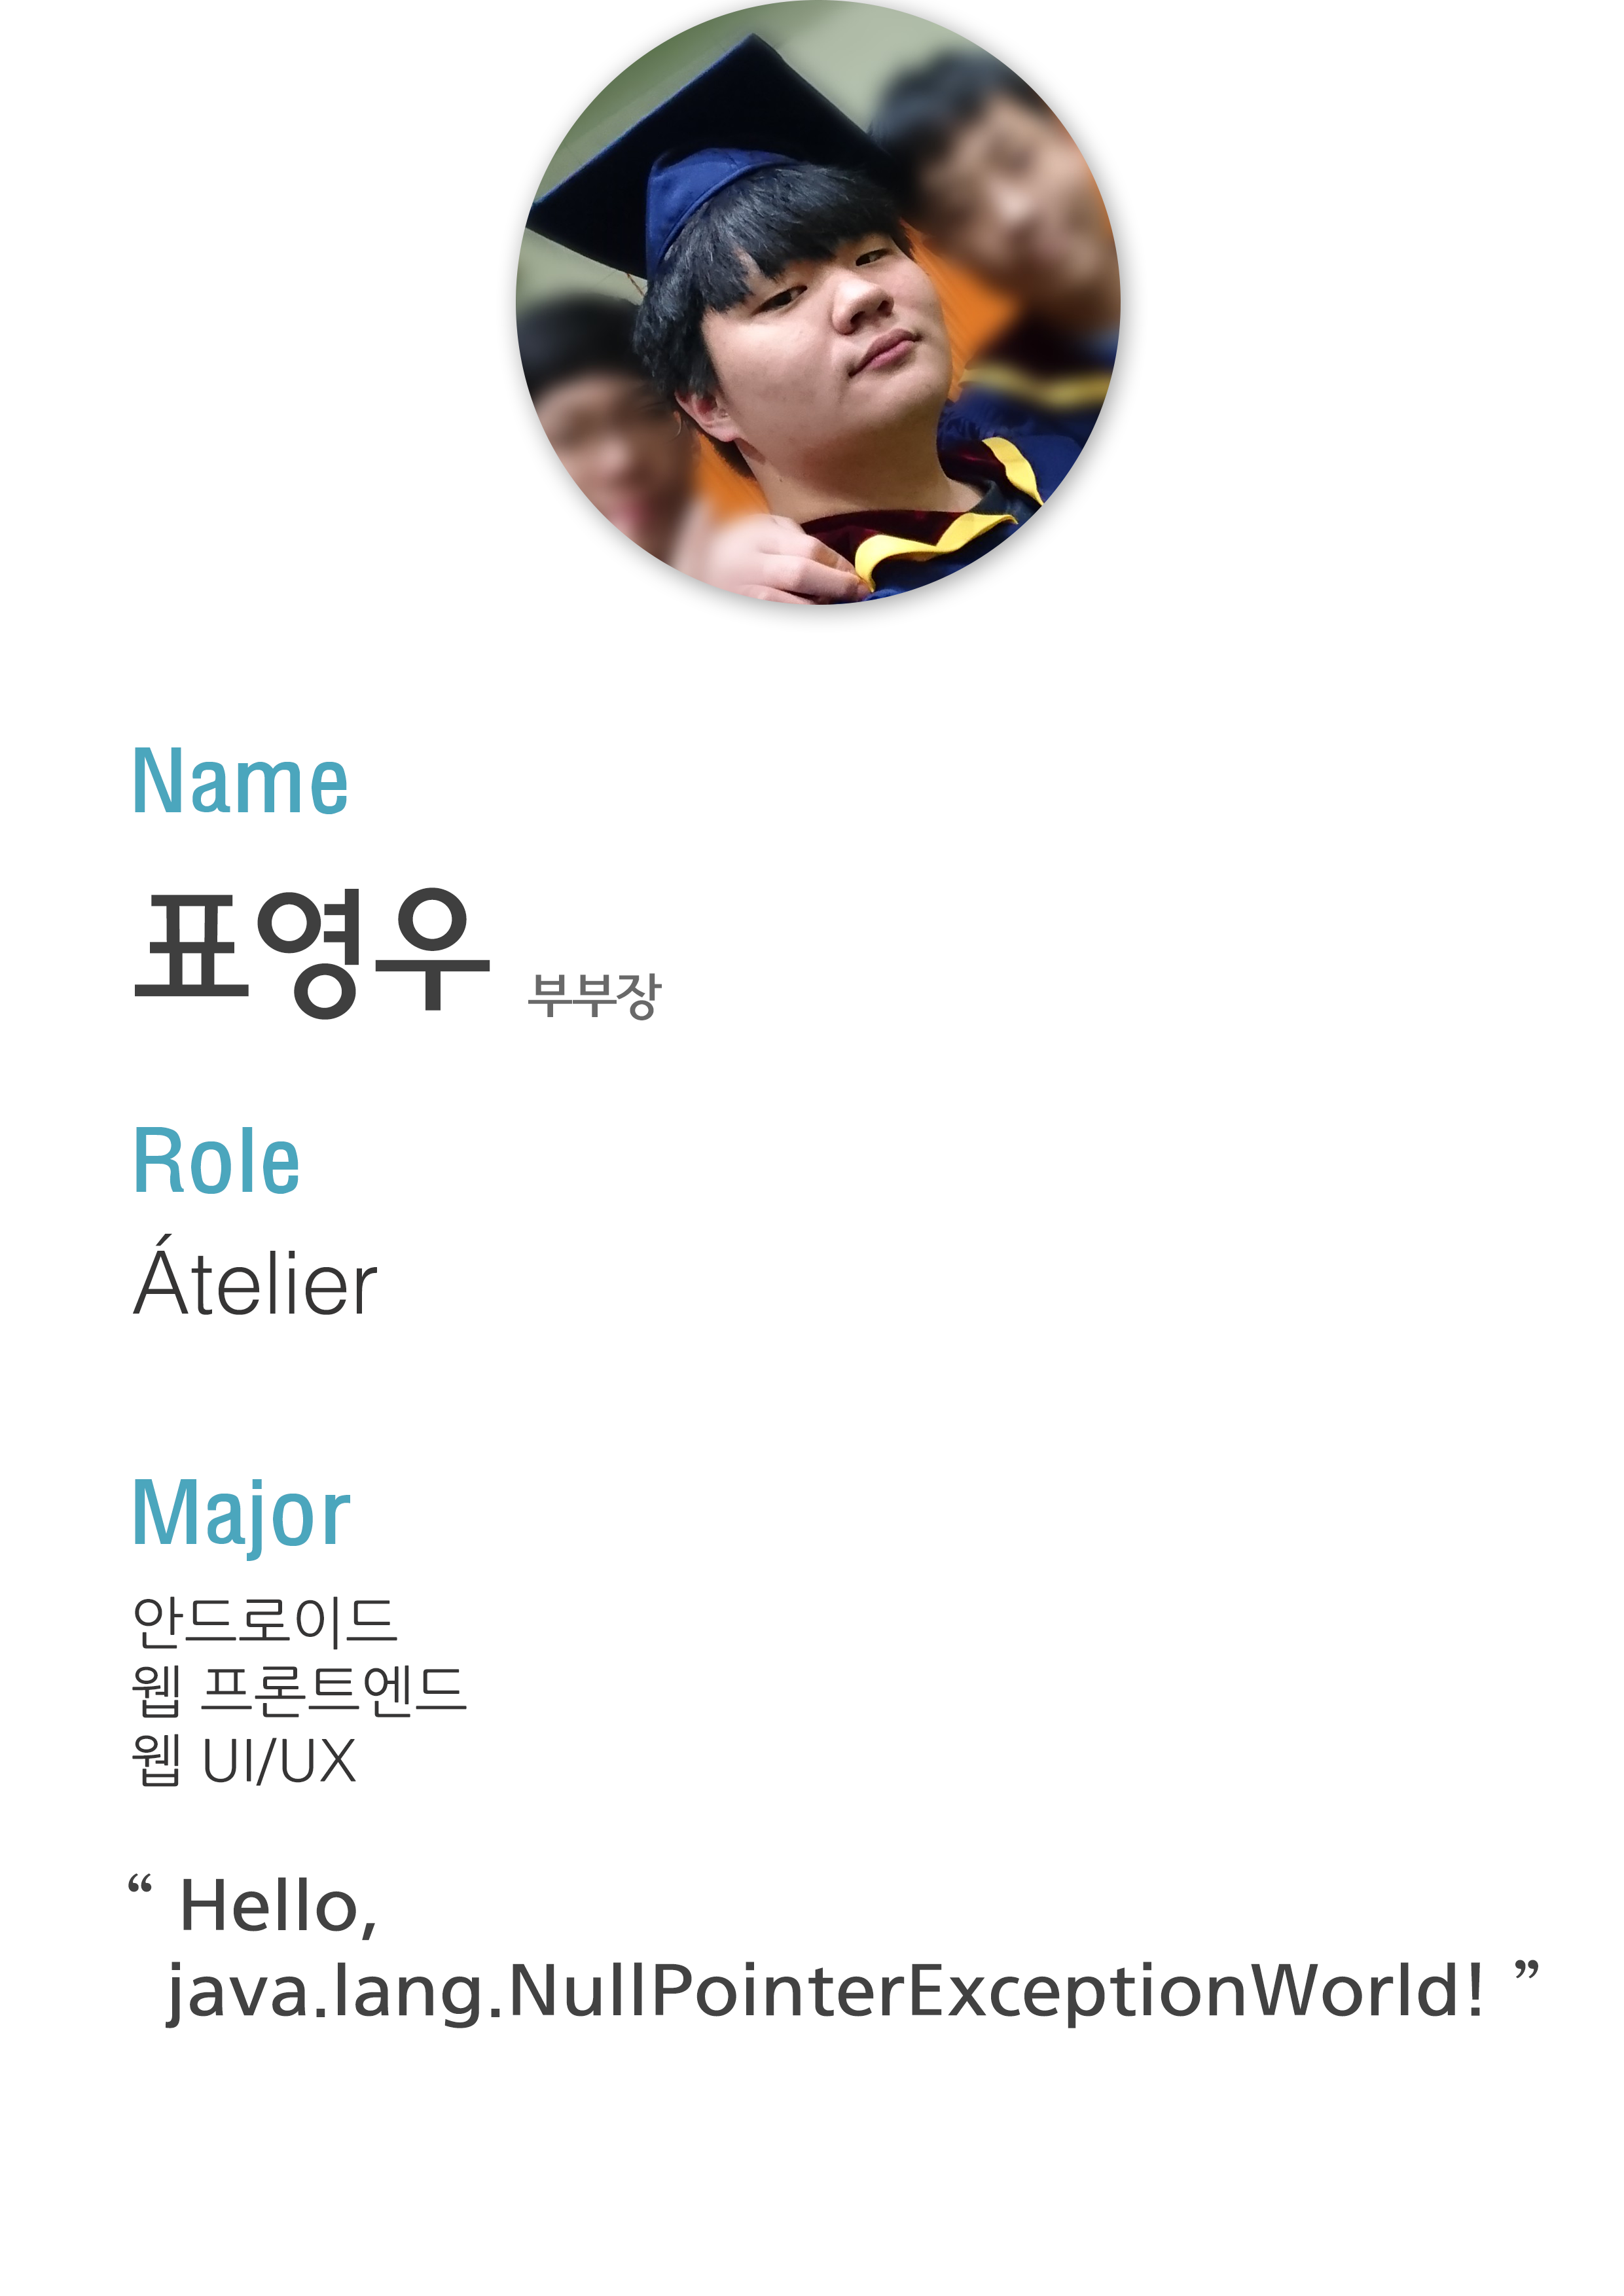 Name
표영우 부부장
Role
Átelier
Major
안드로이드
웹 프론트엔드
웹 UI/UX
“ Hello,
java.lang.NullPointerExceptionWorld! ”